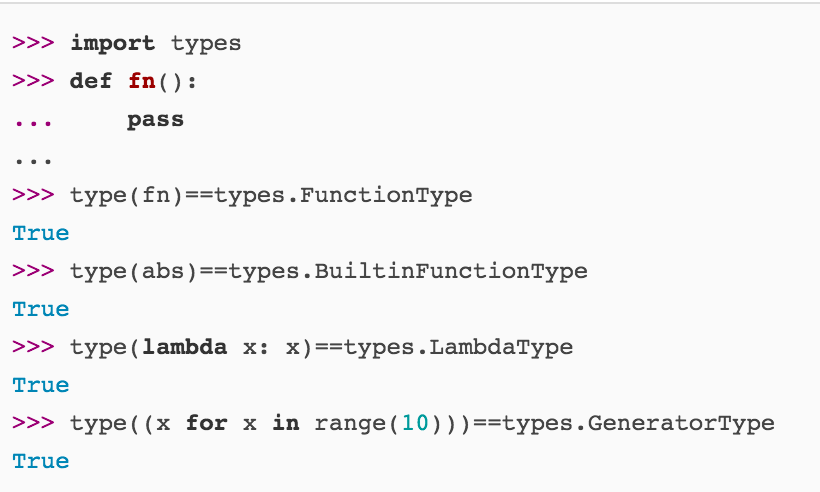 >>> import types
>>> def fn():
...     pass
...
>>> type(fn)==types.FunctionType
True
>>> type(abs)==types.BuiltinFunctionType
True
>>> type(lambda x: x)==types.LambdaType
True
>>> type((x for x in range(10)))==types.GeneratorType
True